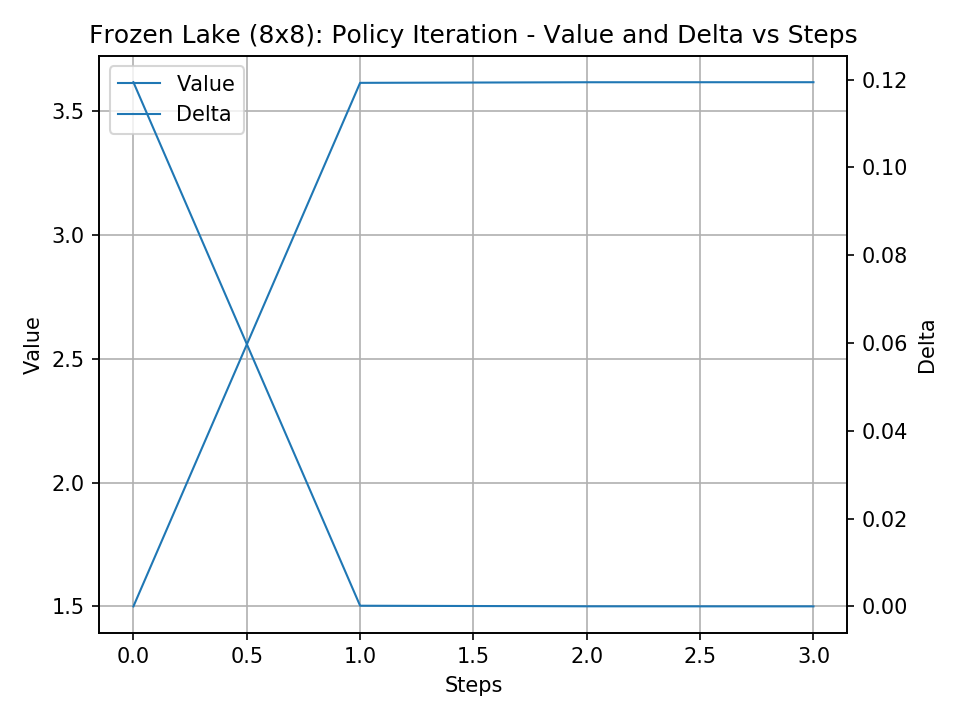 Frozen Lake (8x8): Policy Iteration - Value and Delta vs Steps
Value
Delta
3.5
3.0
2.5
2.0
1.5
Value
0.12
0.10
0.08
0.06
0.04
0.02
0.00
Delta
0.0 0.5 1.0 1.5 2.0 2.5 3.0
Steps